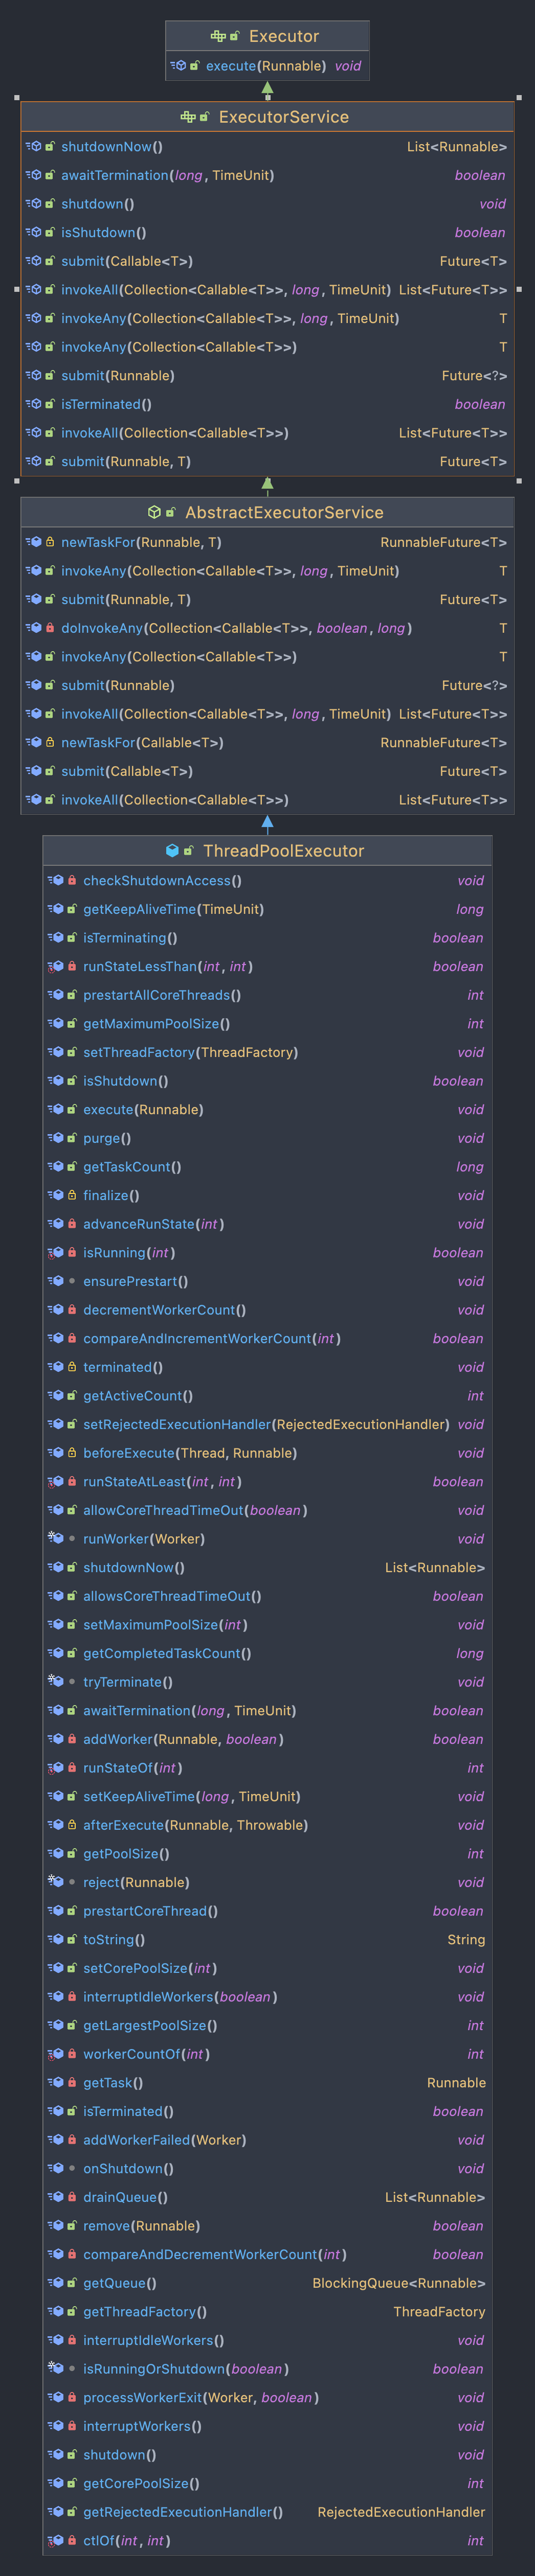 Executor
execute(Runnable) void
ExecutorService
shutdownNow() List<Runnable>
awaitTermination(long, TimeUnit) boolean
shutdown() void
isShutdown() boolean
submit(Callable<T>) Future<T>
invokeAll(Collection<Callable<T>>, long, TimeUnit) List<Future<T>>
invokeAny(Collection<Callable<T>>, long, TimeUnit) T
invokeAny(Collection<Callable<T>>) T
submit(Runnable) Future<?>
isTerminated() boolean
invokeAll(Collection<Callable<T>>) List<Future<T>>
submit(Runnable, T) Future<T>
AbstractExecutorService
newTaskFor(Runnable, T) RunnableFuture<T>
invokeAny(Collection<Callable<T>>, long, TimeUnit) T
submit(Runnable, T) Future<T>
doInvokeAny(Collection<Callable<T>>, boolean, long) T
invokeAny(Collection<Callable<T>>) T
submit(Runnable) Future<?>
invokeAll(Collection<Callable<T>>, long, TimeUnit) List<Future<T>>
newTaskFor(Callable<T>) RunnableFuture<T>
submit(Callable<T>) Future<T>
invokeAll(Collection<Callable<T>>) List<Future<T>>
ThreadPoolExecutor
checkShutdownAccess() void
getKeepAliveTime(TimeUnit) long
isTerminating() boolean
runStateLessThan(int, int) boolean
prestartAllCoreThreads() int
getMaximumPoolSize() int
setThreadFactory(ThreadFactory) void
isShutdown() boolean
execute(Runnable) void
purge() void
getTaskCount() long
finalize() void
advanceRunState(int) void
isRunning(int) boolean
ensurePrestart() void
decrementWorkerCount() void
compareAndIncrementWorkerCount(int) boolean
terminated() void
getActiveCount() int
setRejectedExecutionHandler(RejectedExecutionHandler) void
beforeExecute(Thread, Runnable) void
runStateAtLeast(int, int) boolean
allowCoreThreadTimeOut(boolean) void
runWorker(Worker) void
shutdownNow() List<Runnable>
allowsCoreThreadTimeOut() boolean
setMaximumPoolSize(int) void
getCompletedTaskCount() long
tryTerminate() void
awaitTermination(long, TimeUnit) boolean
addWorker(Runnable, boolean) boolean
runStateOf(int) int
setKeepAliveTime(long, TimeUnit) void
afterExecute(Runnable, Throwable) void
getPoolSize() int
reject(Runnable) void
prestartCoreThread() boolean
toString() String
setCorePoolSize(int) void
interruptIdleWorkers(boolean) void
getLargestPoolSize() int
workerCountOf(int) int
getTask() Runnable
isTerminated() boolean
addWorkerFailed(Worker) void
onShutdown() void
drainQueue() List<Runnable>
remove(Runnable) boolean
compareAndDecrementWorkerCount(int) boolean
getQueue() BlockingQueue<Runnable>
getThreadFactory() ThreadFactory
interruptIdleWorkers() void
isRunningOrShutdown(boolean) boolean
processWorkerExit(Worker, boolean) void
interruptWorkers() void
shutdown() void
getCorePoolSize() int
getRejectedExecutionHandler() RejectedExecutionHandler
ctlOf(int, int) int